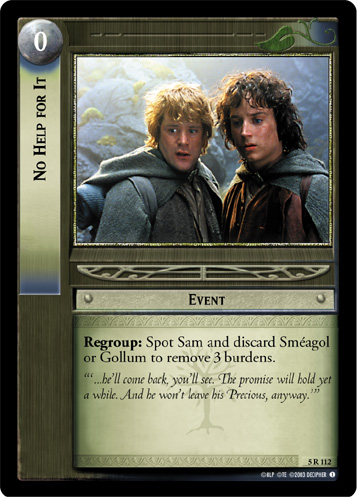 0
NO HELP FOR IT
EVENT
Regroup: Spot Sam and discard Sméagol
or Gollum to remove 3 burdens.
“‘...he’ll come back, you’ll see. The promise will hold yet
a while. And he won’t leave his Precious, anyway.’”
5 R 112
©NLP ©TE ©2003 DECIPHER